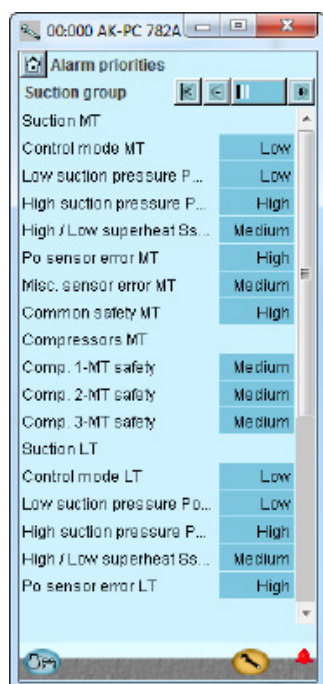 00:000 AK-PC 782A
Alarm priorities
Suction group
Suction MT
Control mode MT Low
Low suction pressure P... Low
High suction pressure P... High
High / Low superheat Ss... Medium
Po sensor error MT High
Misc. sensor error MT Medium
Common safety MT High
Compressors MT
Comp. 1-MT safety Medium
Comp. 2-MT safety Medium
Comp. 3-MT safety Medium
Suction LT
Control mode LT Low
Low suction pressure Po... Low
High suction pressure P... High
High / Low superheat Ss... Medium
Po sensor error LT High